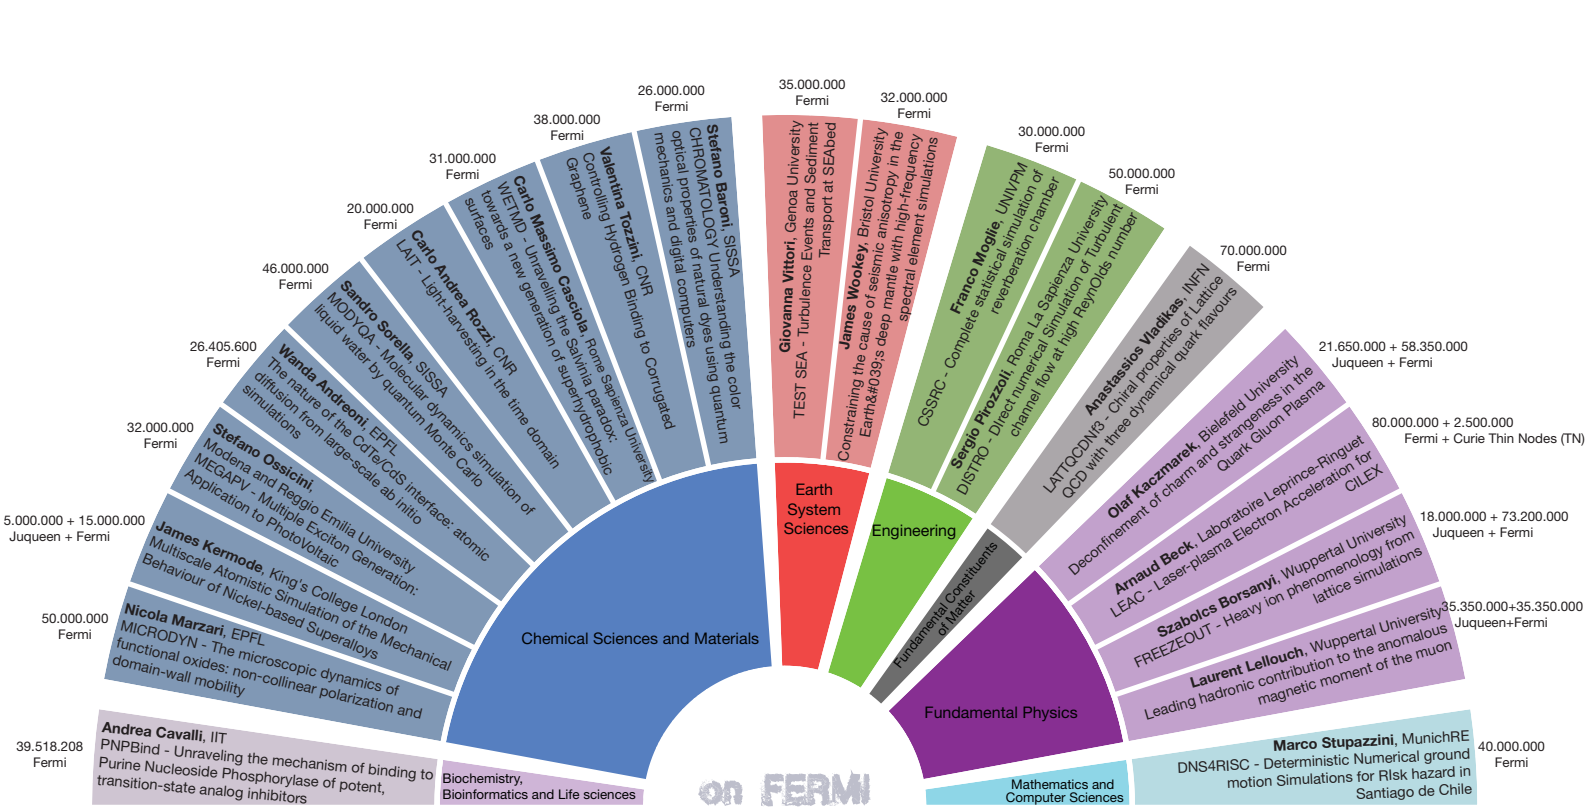 39.518.208
Fermi
Andrea Cavalli, IIT
PNPBind - Unraveling the mechanism of binding to
Purine Nucleoside Phosphorylase of potent,
transition-state analog inhibitors
Biochemistry,
Bioinformatics and Life sciences
50.000.000
Fermi
Nicola Marzari, EPFL
MICRODYN - The microscopic dynamics of
functional oxides: non-collinear polarization and
domain-wall mobility
5.000.000 + 15.000.000
Juqueen + Fermi
James Kermode, King's College London
Multiscale Atomistic Simulation of the Mechanical
Behaviour of Nickel-based Superalloys
32.000.000
Fermi
Stefano Ossicini,
Modena and Reggio Emilia University
MEGAPV - Multiple Exciton Generation:
Application to PhotoVoltaic
26.405.600
Fermi
Wanda Andreoni, EPFL
The nature of the CdTe/CdS interface: atomic
diffusion from large-scale ab initio
simulations
46.000.000
Fermi
Sandro Sorella, SISSA
MODYQA - Molecular dynamics simulation of
liquid water by quantum Monte Carlo
20.000.000
Fermi
Carlo Andrea Rozzi, CNR
LAIT - Light-harvesting in the time domain
31.000.000
Fermi
Carlo Massimo Casciola, Rome Sapienza University
WETMD - Unravelling the Salvinia paradox:
towards a new generation of superhydrophobic
surfaces
38.000.000
Fermi
Valentina Tozzini, CNR
Controlling Hydrogen Binding to Corrugated
Graphene
26.000.000
Fermi
Stefano Baroni, SISSA
CHROMATOLOGY Understanding the color
optical properties of natural dyes using quantum
mechanics and digital computers
Chemical Sciences and Materials
35.000.000
Fermi
Giovanna Vittori, Genoa University
TEST SEA - Turbulence Events and Sediment
Transport at SEAbed
32.000.000
Fermi
James Wookey, Bristol University
Constraining the cause of seismic anisotropy in the
Earth&#039;s deep mantle with high-frequency
spectral element simulations
Earth
System
Sciences
30.000.000
Fermi
Franco Moglie, UNIVPM
CSSRC - Complete statistical simulation of
reverberation chamber
50.000.000
Fermi
Sergio Pirozzoli, Roma La Sapienza University
DISTRO - Direct numerical Simulation of Turbulent
channel flow at high ReynOlds number
Engineering
70.000.000
Fermi
Anastassios Vladikas, INFN
LATTQCDNf3 - Chiral properties of Lattice
QCD with three dynamical quark flavours
Fundamental Constituents
of Matter
21.650.000 + 58.350.000
Juqueen + Fermi
Olaf Kaczmarek, Bielefeld University
Deconfinement of charm and strangeness in the
Quark Gluon Plasma
80.000.000 + 2.500.000
Fermi + Curie Thin Nodes (TN)
Arnaud Beck, Laboratoire Leprince-Ringuet
LEAC - Laser-plasma Electron Acceleration for
CILEX
18.000.000 + 73.200.000
Juqueen + Fermi
Szabolcs Borsanyi, Wuppertal University
FREEZEOUT - Heavy ion phenomenology from
lattice simulations
35.350.000+35.350.000
Juqueen+Fermi
Laurent Lellouch, Wuppertal University
Leading hadronic contribution to the anomalous
magnetic moment of the muon
Fundamental Physics
40.000.000
Fermi
Marco Stupazzini, MunichRE
DNS4RISC - Deterministic Numerical ground
motion Simulations for RIsk hazard in
Santiago de Chile
Mathematics and
Computer Sciences
on FERMI